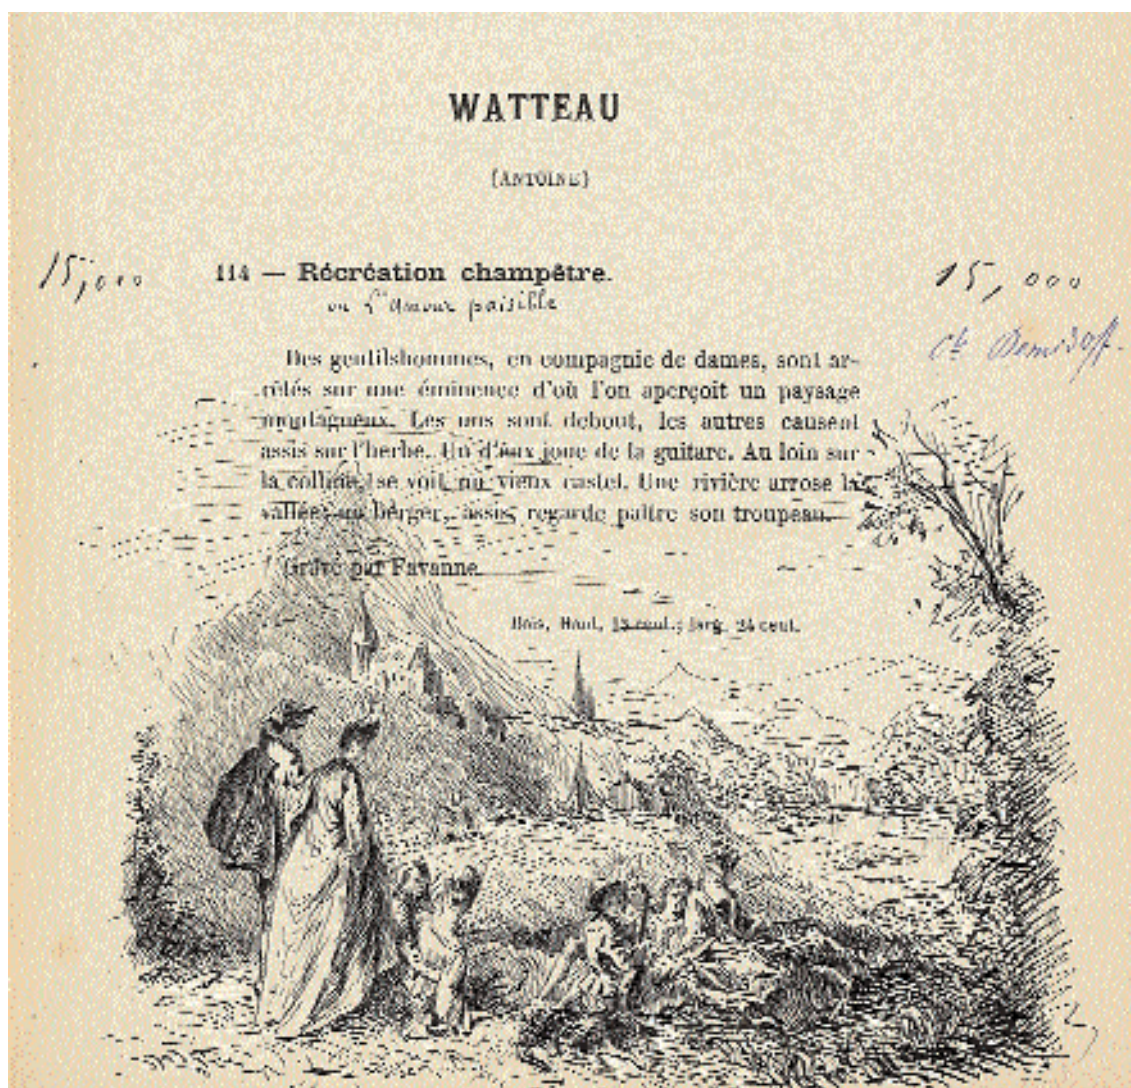 WATTEAU
(ANTOINE)
15,000
114 — Récréation champêtre.
15,000
ou L'amour paisible
Ct Demidoff.
Des gentilshommes, en compagnie de dames, sont ar-
rêtés sur une éminence d'où l'on aperçoit un paysage
montagneux. Les uns sont debout, les autres causent
assis sur l'herbe. Un d'eux joue de la guitare. Au loin sur
la colline se voit un vieux castel. Une rivière arrose la
vallée; un berger, assis, regarde paître son troupeau.
Gravé par Favanne
Bois, Haut, cent.; larg. 24 cent.